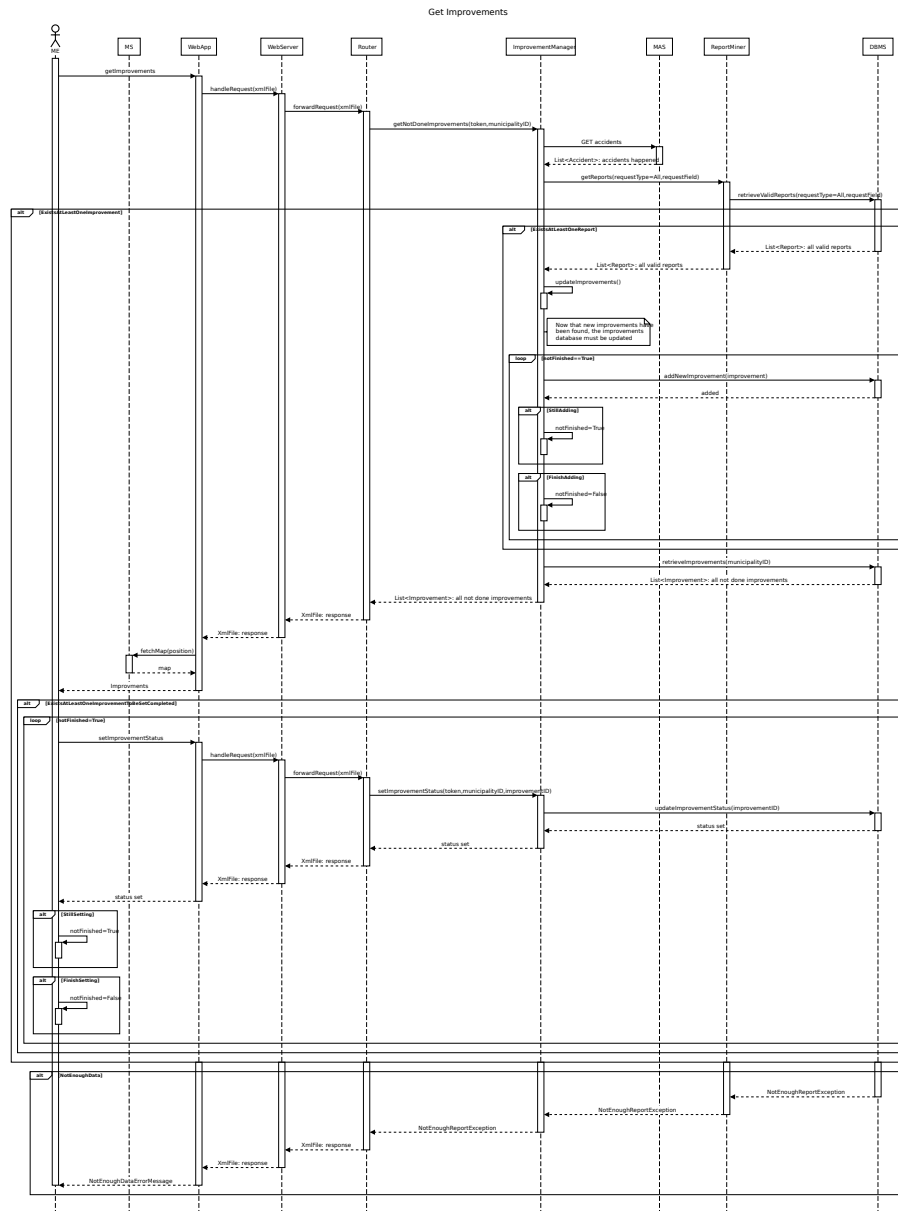 Get Improvements
ME
MS
WebApp
WebServer
Router
ImprovementManager
MAS
ReportMiner
DBMS
getImprovements
handleRequest(xmlFile)
forwardRequest(xmlFile)
getNotDoneImprovements(token,municipalityID)
GET accidents
List<Accident>: accidents happened
getReports(requestType=All,requestField)
retrieveValidReports(requestType=All,requestField)
alt [ExistsAtLeastOneImprovement]
alt [ExistsAtLeastOneReport]
List<Report>: all valid reports
List<Report>: all valid reports
updateImprovements()
Now that new improvements have
been found, the improvements
database must be updated
loop [notFinished==True]
addNewImprovement(improvement)
added
alt [StillAdding]
notFinished=True
alt [FinishAdding]
notFinished=False
retrieveImprovements(municipalityID)
List<Improvement>: all not done improvements
List<Improvement>: all not done improvements
XmlFile: response
XmlFile: response
fetchMap(position)
map
Improvments
alt [ExistsAtLeastOneImprovementToBeSetCompleted]
loop [notFinished=True]
setImprovementStatus
handleRequest(xmlFile)
forwardRequest(xmlFile)
setImprovementStatus(token,municipalityID,improvementID)
updateImprovementStatus(improvementID)
status set
status set
XmlFile: response
XmlFile: response
status set
alt [StillSetting]
notFinished=True
alt [FinishSetting]
notFinished=False
alt [NotEnoughData]
NotEnoughReportException
NotEnoughReportException
NotEnoughReportException
XmlFile: response
XmlFile: response
NotEnoughDataErrorMessage